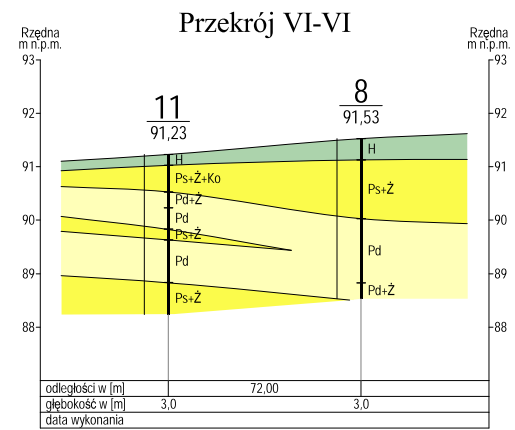 Przekrój VI-VI
Rzędna
m n.p.m.
Rzędna
m n.p.m.
93
93
92
92
91
91
90
90
89
89
88
88
11
91,23
8
91,53
H
Ps+Ż+Ko
Pd+Ż
Pd
Ps+Ż
Pd
Ps+Ż
H
Ps+Ż
Pd
Pd+Ż
odległości w [m] 72,00
głębokość w [m] 3,0 3,0
data wykonania